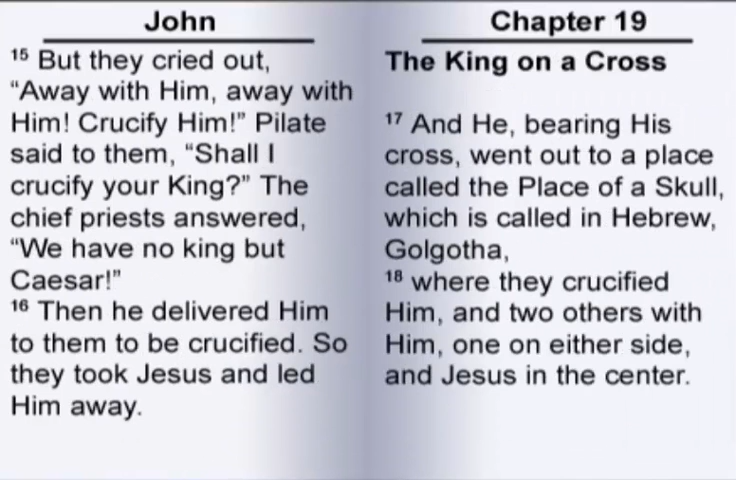 John
15 But they cried out,
“Away with Him, away with
Him! Crucify Him!” Pilate
said to them, “Shall I
crucify your King?” The
chief priests answered,
“We have no king but
Caesar!”
16 Then he delivered Him
to them to be crucified. So
they took Jesus and led
Him away.
Chapter 19
The King on a Cross
17 And He, bearing His
cross, went out to a place
called the Place of a Skull,
which is called in Hebrew,
Golgotha,
18 where they crucified
Him, and two others with
Him, one on either side,
and Jesus in the center.